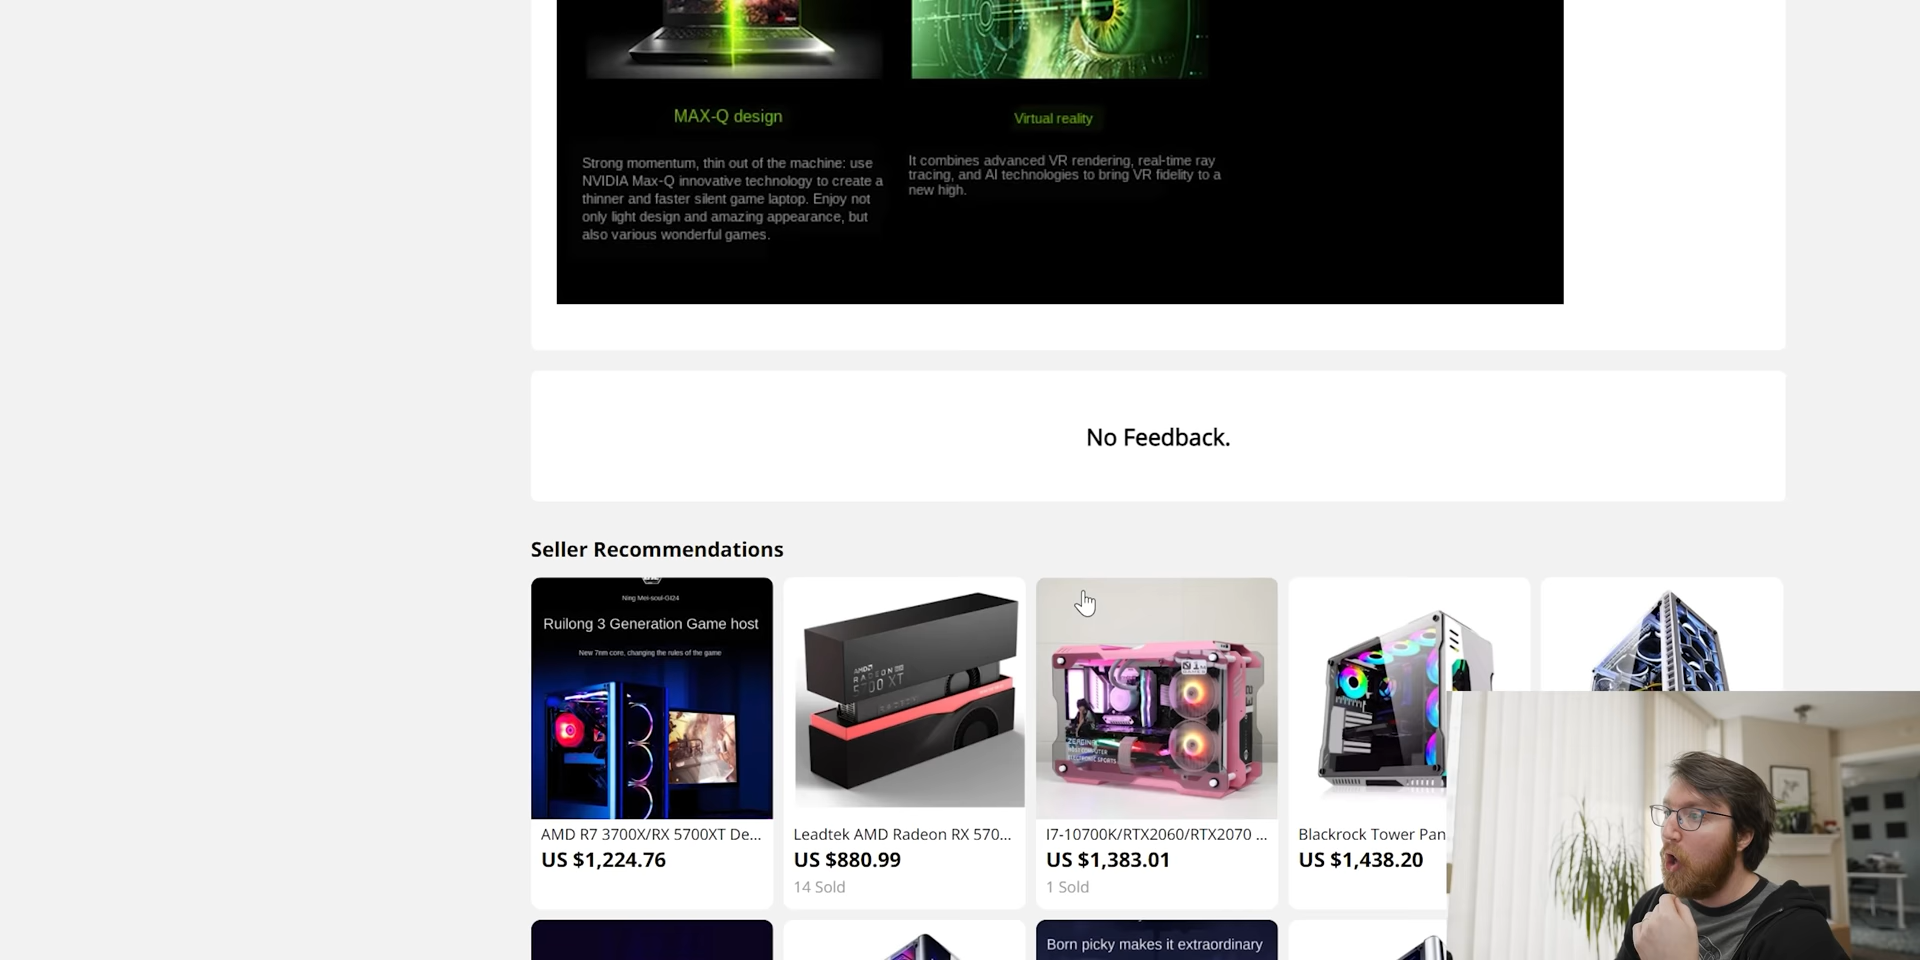 MAX-Q design
Strong momentum, thin out of the machine: use
NVIDIA Max-Q innovative technology to create a
thinner and faster silent game laptop. Enjoy not
only light design and amazing appearance, but
also various wonderful games.
Virtual reality
It combines advanced VR rendering, real-time ray
tracing, and AI technologies to bring VR fidelity to a
new high.
No Feedback.
Seller Recommendations
Ning Mei-soul-GI24
Ruilong 3 Generation Game host
New 7nm core, changing the rules of the game
AMD
RADEON
5700 XT
AMD R7 3700X/RX 5700XT De...
US $1,224.76
Leadtek AMD Radeon RX 570...
US $880.99
14 Sold
I7-10700K/RTX2060/RTX2070 ...
US $1,383.01
1 Sold
Blackrock Tower Pan
US $1,438.20
Born picky makes it extraordinary